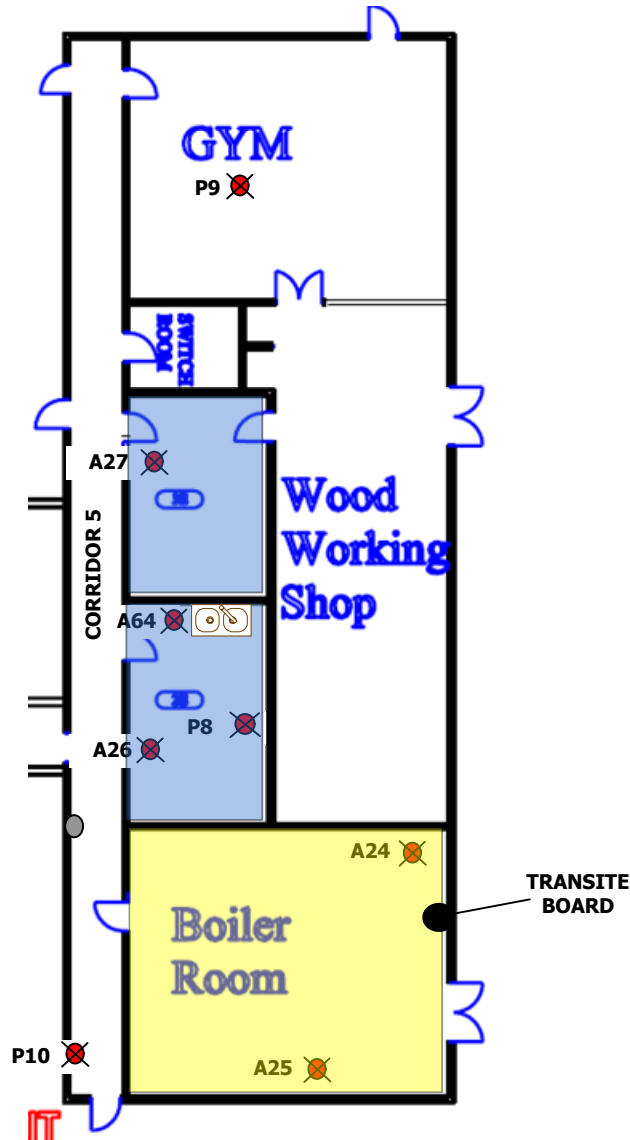 GYM
P9
SWITCH
ROOM
A27
CORRIDOR 5
Wood
Working
Shop
A64
P8
A26
A24
TRANSITE
BOARD
Boiler
Room
P10
A25
IT